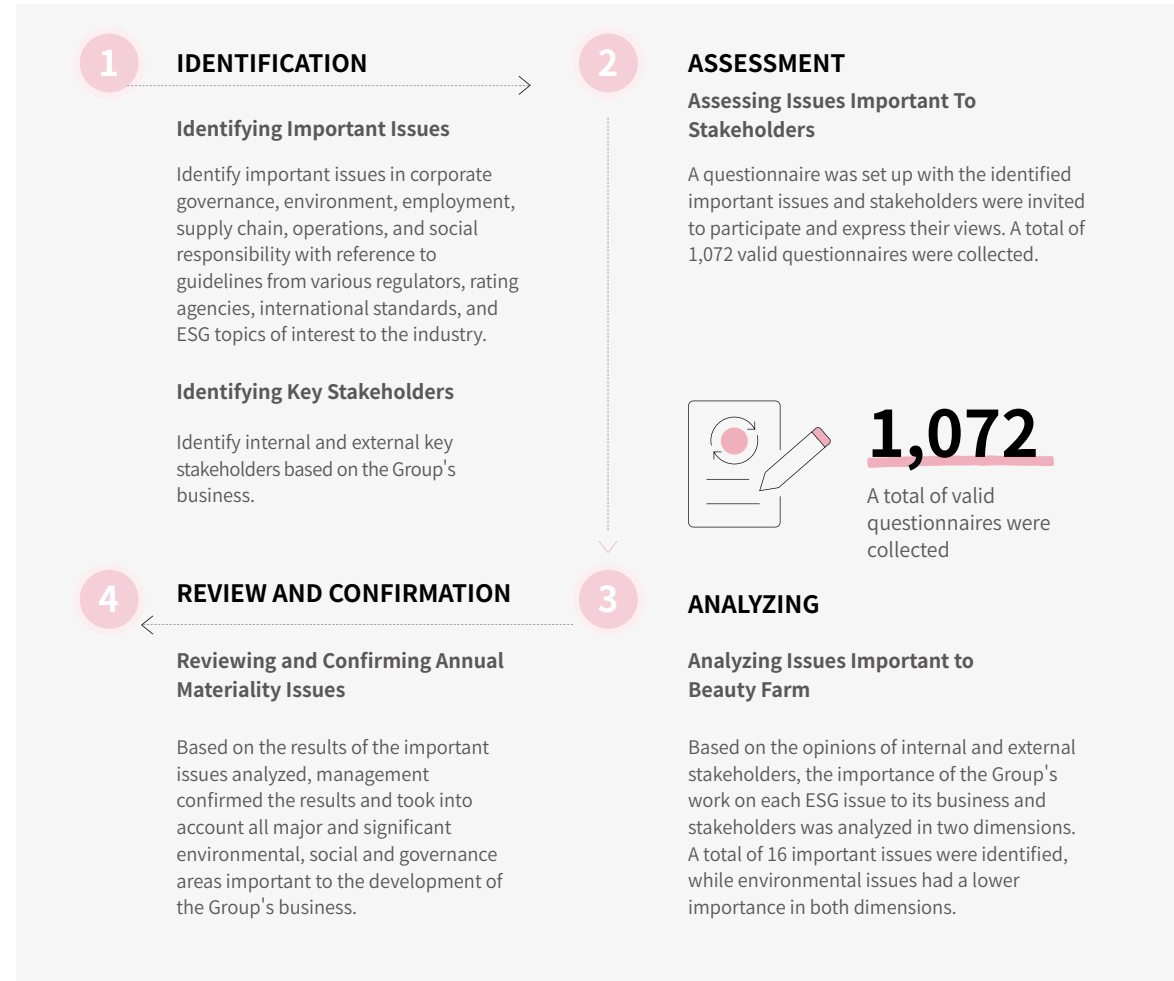 1
IDENTIFICATION
Identifying Important Issues
Identify important issues in corporate
governance, environment, employment,
supply chain, operations, and social
responsibility with reference to
guidelines from various regulators, rating
agencies, international standards, and
ESG topics of interest to the industry.
Identifying Key Stakeholders
Identify internal and external key
stakeholders based on the Group's
business.
2
ASSESSMENT
Assessing Issues Important To
Stakeholders
A questionnaire was set up with the identified
important issues and stakeholders were invited
to participate and express their views. A total of
1,072 valid questionnaires were collected.
1,072
A total of valid
questionnaires were
collected
3
ANALYZING
Analyzing Issues Important to
Beauty Farm
Based on the opinions of internal and external
stakeholders, the importance of the Group's
work on each ESG issue to its business and
stakeholders was analyzed in two dimensions.
A total of 16 important issues were identified,
while environmental issues had a lower
importance in both dimensions.
4
REVIEW AND CONFIRMATION
Reviewing and Confirming Annual
Materiality Issues
Based on the results of the important
issues analyzed, management
confirmed the results and took into
account all major and significant
environmental, social and governance
areas important to the development of
the Group's business.